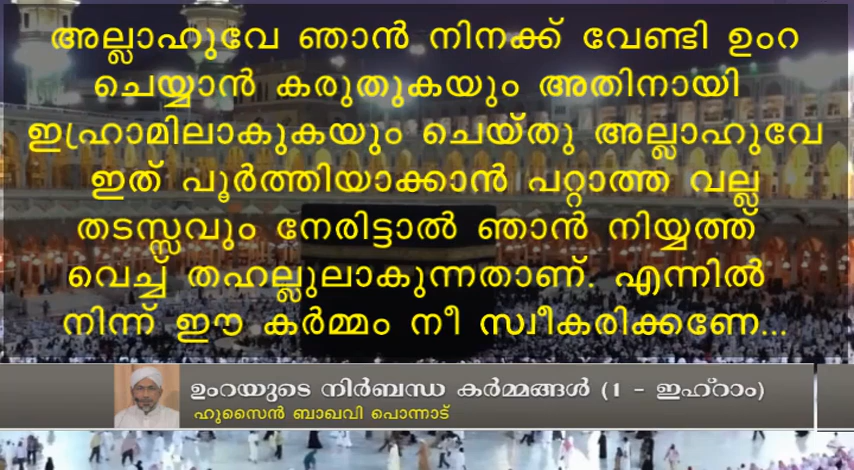 അല്ലാഹുവേ ഞാൻ നിനക്ക് വേണ്ടി ഉംറ
ചെയ്യാൻ കരുതുകയും അതിനായി
ഇഹ്രാമിലാകുകയും ചെയ്തു അല്ലാഹുവേ
ഇത് പൂർത്തിയാക്കാൻ പറ്റാത്ത വല്ല
തടസ്സവും നേരിട്ടാൽ ഞാൻ നിയ്യത്ത്
വെച്ച് തഹല്ലുലാകുന്നതാണ്. എന്നിൽ
നിന്ന് ഈ കർമ്മം നീ സ്വീകരിക്കണേ...
ഉംറയുടെ നിർബന്ധ കർമ്മങ്ങൾ (1 - ഇഹ്റാം)
ഹുസൈൻ ബാഖവി പൊന്നാട്